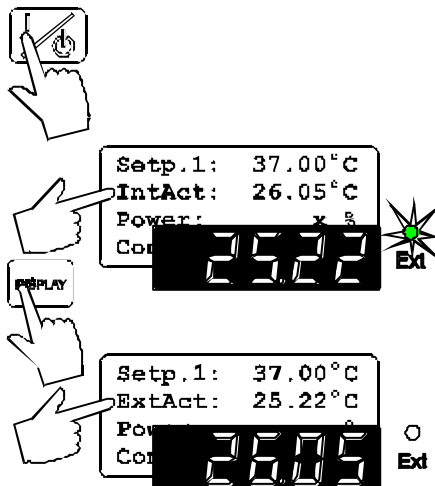 Setp.1: 37.00°C
IntAct: 26.05°C
Power: x %
25.22
Ext
DISPLAY
Setp.1: 37.00°C
ExtAct: 25.22°C
26.05
Ext